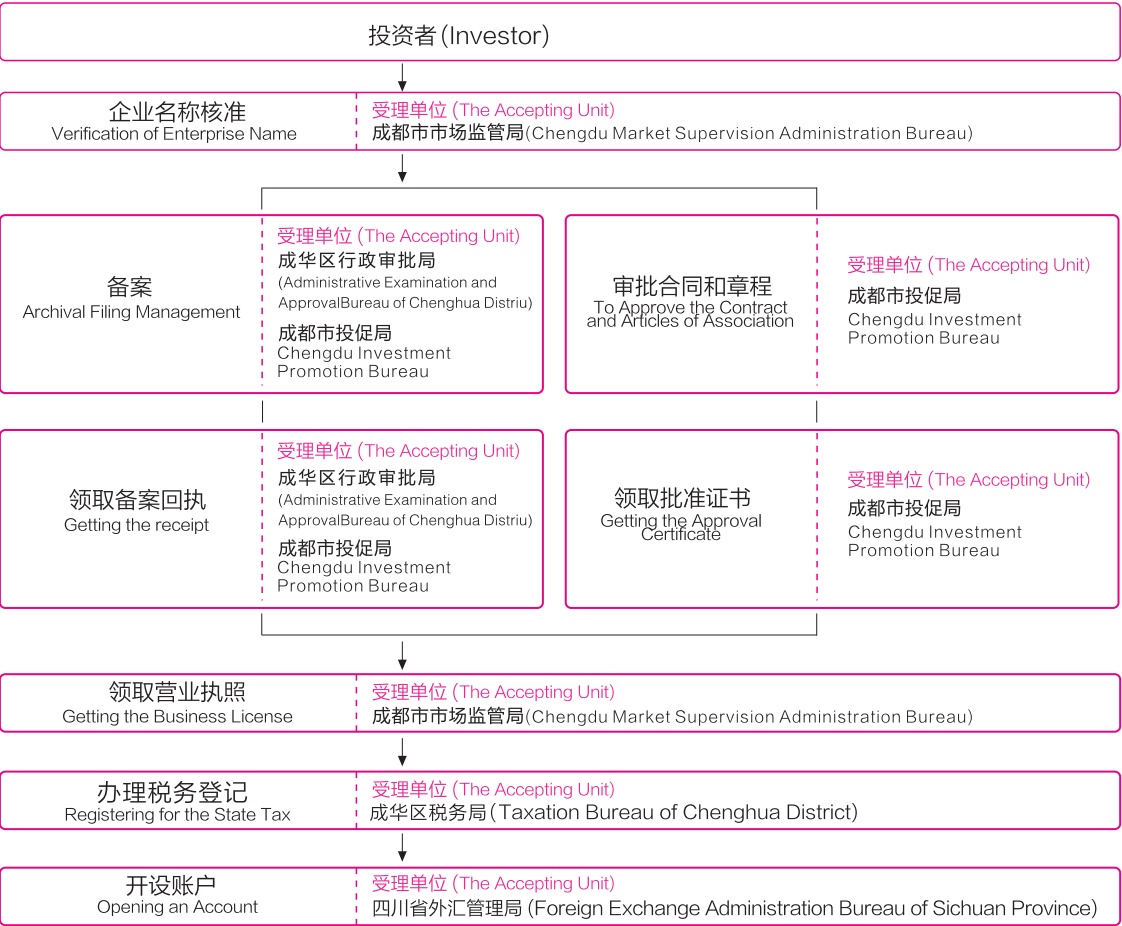 投资者(Investor)
企业名称核准
Verification of Enterprise Name
受理单位 (The Accepting Unit)
成都市市场监管局(Chengdu Market Supervision Administration Bureau)
备案
Archival Filing Management
受理单位 (The Accepting Unit)
成华区行政审批局
(Administrative Examination and
ApprovalBureau of Chenghua Distriu)
成都市投促局
Chengdu Investment
Promotion Bureau
审批合同和章程
To Approve the Contract
and Articles of Association
受理单位 (The Accepting Unit)
成都市投促局
Chengdu Investment
Promotion Bureau
领取备案回执
Getting the receipt
受理单位 (The Accepting Unit)
成华区行政审批局
(Administrative Examination and
ApprovalBureau of Chenghua Distriu)
成都市投促局
Chengdu Investment
Promotion Bureau
领取批准证书
Getting the Approval
Certificate
受理单位 (The Accepting Unit)
成都市投促局
Chengdu Investment
Promotion Bureau
领取营业执照
Getting the Business License
受理单位 (The Accepting Unit)
成都市市场监管局(Chengdu Market Supervision Administration Bureau)
办理税务登记
Registering for the State Tax
受理单位 (The Accepting Unit)
成华区税务局(Taxation Bureau of Chenghua District)
开设账户
Opening an Account
受理单位 (The Accepting Unit)
四川省外汇管理局 (Foreign Exchange Administration Bureau of Sichuan Province)